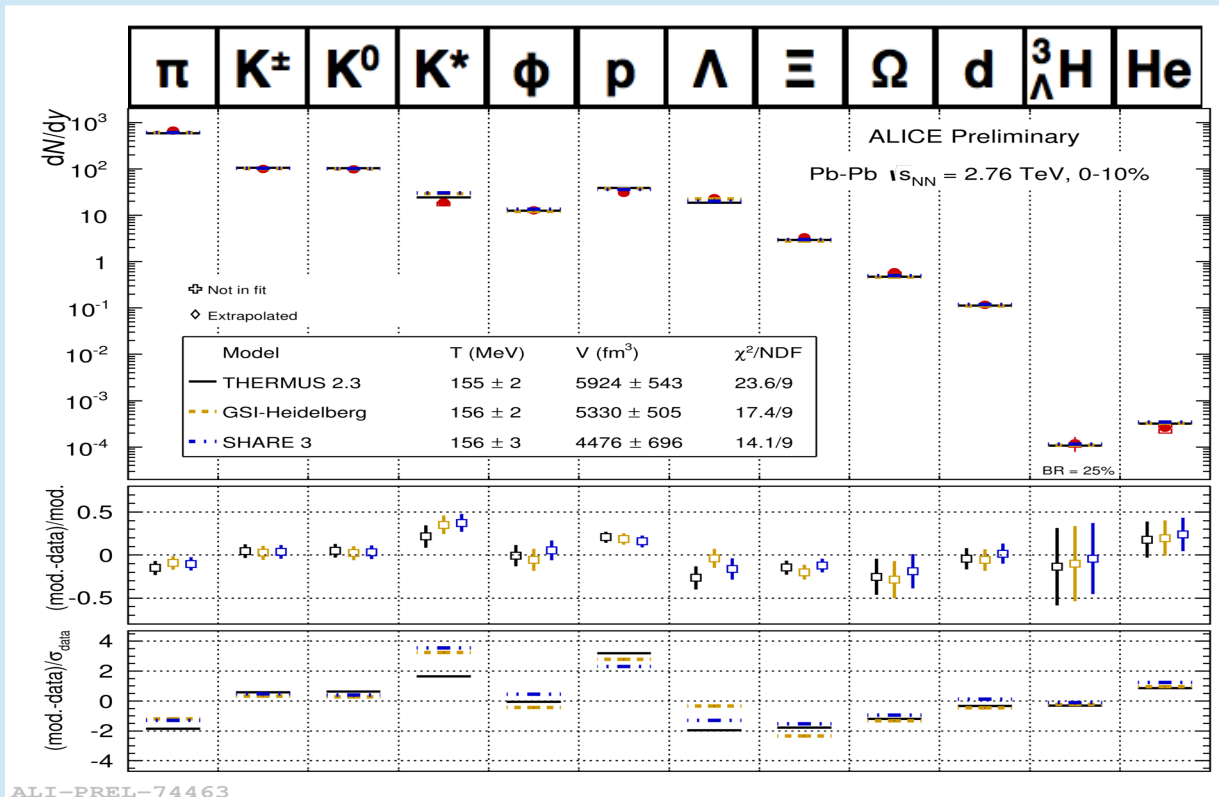 π K± K⁰ K* ϕ p Λ Ξ Ω d ³ΛH He
dN/dy
10³
10²
10
1
10⁻¹
10⁻²
10⁻³
10⁻⁴
ALICE Preliminary
Pb-Pb √sNN = 2.76 TeV, 0-10%
Not in fit
Extrapolated
Model T (MeV) V (fm³) χ²/NDF
THERMUS 2.3 155 ± 2 5924 ± 543 23.6/9
GSI-Heidelberg 156 ± 2 5330 ± 505 17.4/9
SHARE 3 156 ± 3 4476 ± 696 14.1/9
BR = 25%
(mod.-data)/mod.
0.5
0
-0.5
(mod.-data)/σdata
4
2
0
-2
-4
ALI-PREL-74463